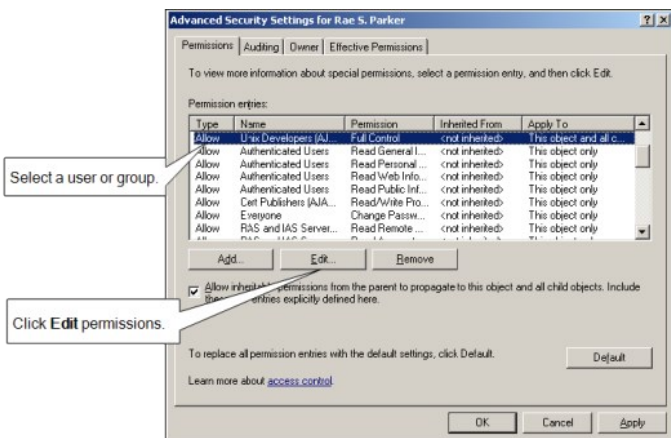 Advanced Security Settings for Rae S. Parker
Permissions Auditing Owner Effective Permissions
To view more information about special permissions, select a permission entry, and then click Edit.
Permission entries:
Type Name Permission Inherited From Apply To
Allow Unix Developers (AJ... Full Control <not inherited> This object and all c...
Allow Authenticated Users Read General I... <not inherited> This object only
Allow Authenticated Users Read Personal ... <not inherited> This object only
Allow Authenticated Users Read Web Info... <not inherited> This object only
Allow Authenticated Users Read Public Inf... <not inherited> This object only
Allow Cert Publishers (AJA... Read/Write Pro... <not inherited> This object only
Allow Everyone Change Passw... <not inherited> This object only
Allow RAS and IAS Server... Read Remote ... <not inherited> This object only
Select a user or group.
Add... Edit... Remove
Allow inheritable permissions from the parent to propagate to this object and all child objects. Include
entries explicitly defined here.
Click Edit permissions.
To replace all permission entries with the default settings, click Default.
Default
Learn more about access control.
OK Cancel Apply